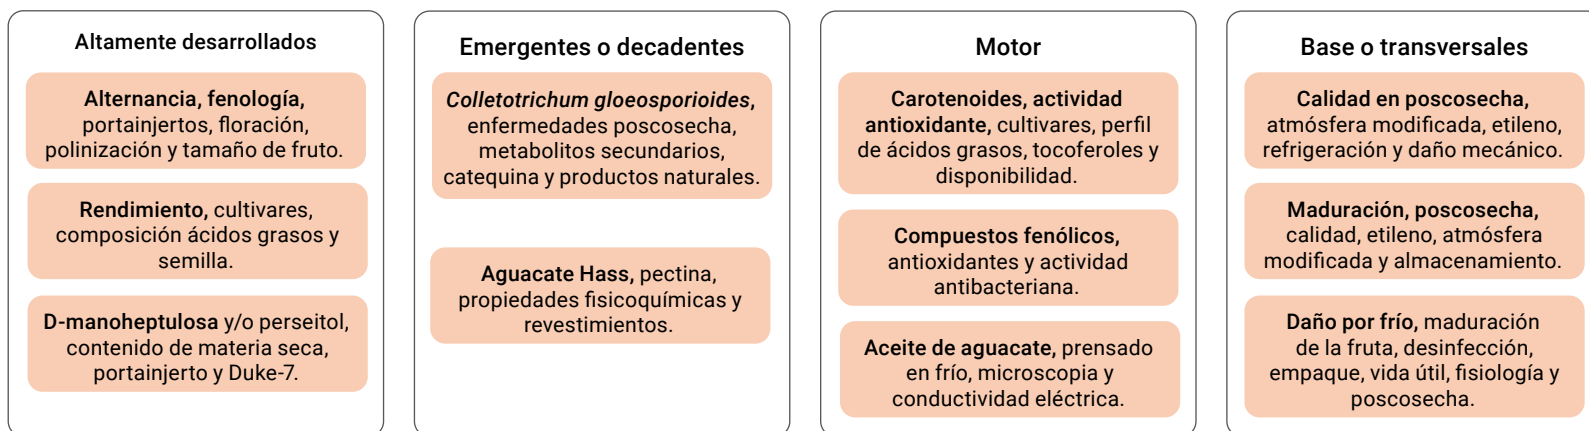 Altamente desarrollados
Alternancia, fenología,
portainjertos, floración,
polinización y tamaño de fruto.
Rendimiento, cultivares,
composición ácidos grasos y
semilla.
D-manoheptulosa y/o perseitol,
contenido de materia seca,
portainjerto y Duke-7.
Emergentes o decadentes
Colletotrichum gloeosporioides,
enfermedades poscosecha,
metabolitos secundarios,
catequina y productos naturales.
Aguacate Hass, pectina,
propiedades fisicoquímicas y
revestimientos.
Motor
Carotenoides, actividad
antioxidante, cultivares, perfil
de ácidos grasos, tocoferoles y
disponibilidad.
Compuestos fenólicos,
antioxidantes y actividad
antibacteriana.
Aceite de aguacate, prensado
en frío, microscopia y
conductividad eléctrica.
Base o transversales
Calidad en poscosecha,
atmósfera modificada, etileno,
refrigeración y daño mecánico.
Maduración, poscosecha,
calidad, etileno, atmósfera
modificada y almacenamiento.
Daño por frío, maduración
de la fruta, desinfección,
empaque, vida útil, fisiología y
poscosecha.